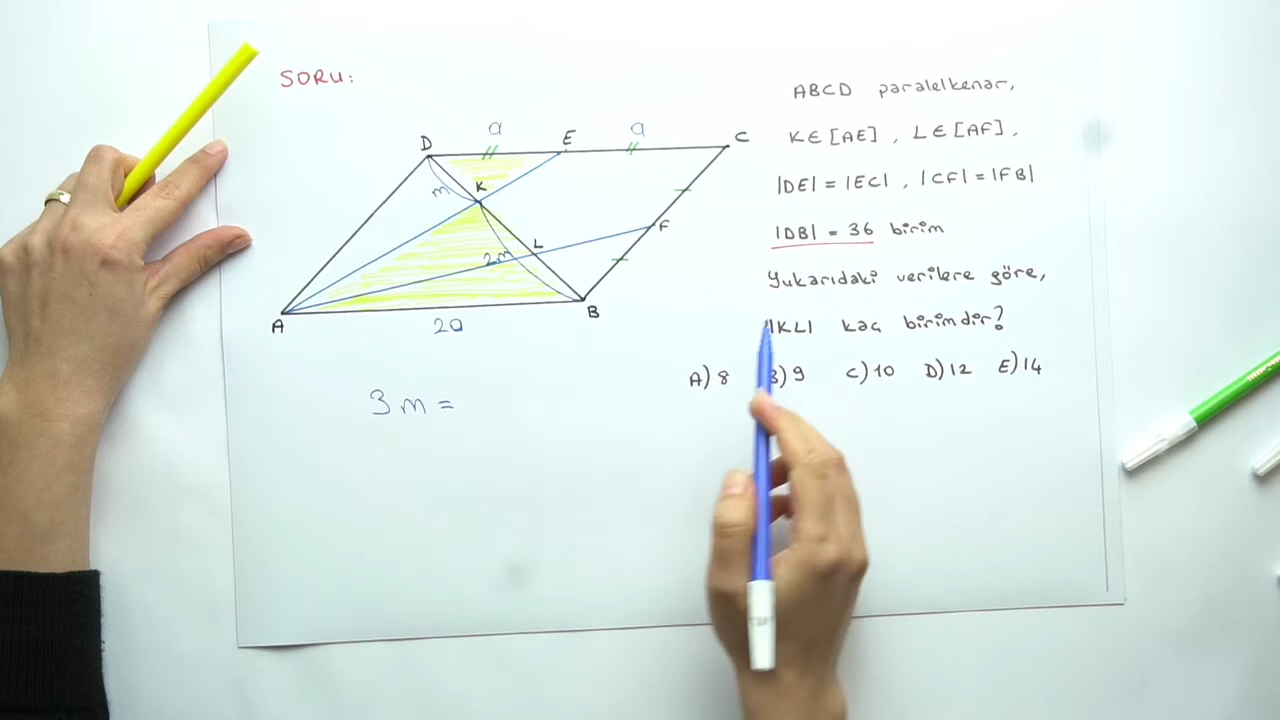 SORU:
ABCD paralelkenar,
K∈[AE] , L∈[AF] ,
|DE|=|EC| , |CF|=|FB|
|DB| = 36 birim
Yukarıdaki verilere göre,
|KL| kaç birimdir?
A) 8 B) 9 C) 10 D) 12 E) 14
D a E a C
m K
2m L F
A 2a B
3m =